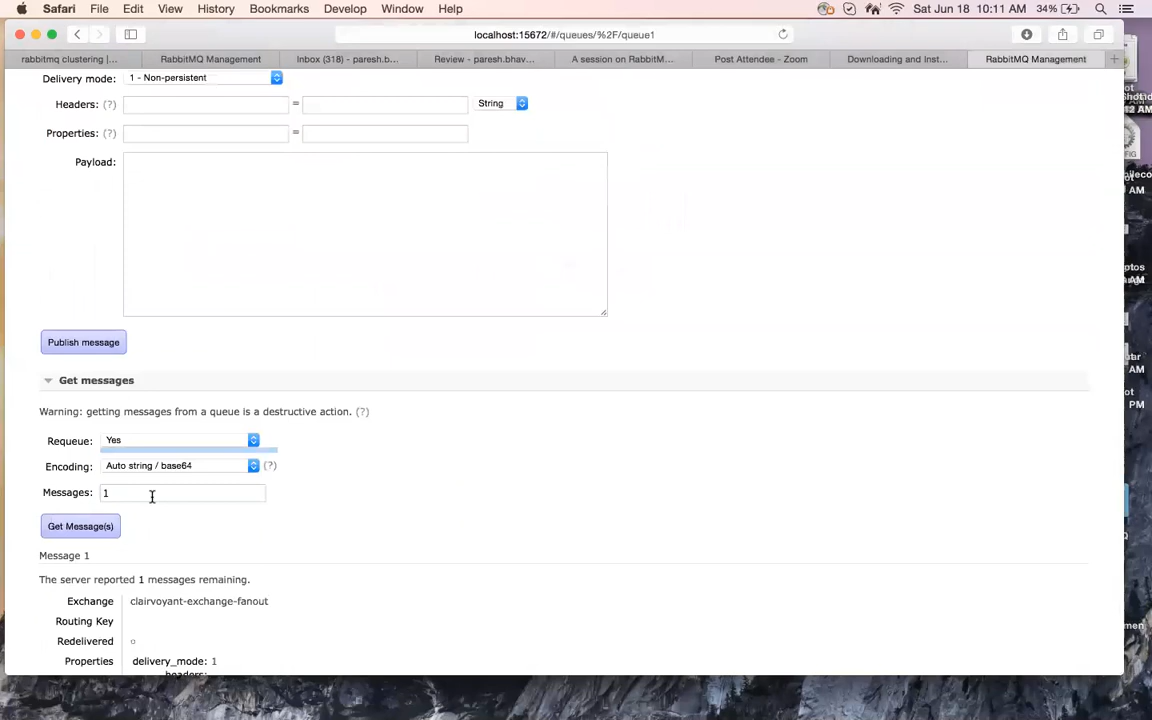 Safari File Edit View History Bookmarks Develop Window Help Sat Jun 18 10:11 AM 34%
localhost:15672/#/queues/%2F/queue1
rabbitmq clustering |... RabbitMQ Management Inbox (318) - paresh.b... Review - paresh.bhav... A session on RabbitM... Post Attendee - Zoom Downloading and Inst... RabbitMQ Management +
Delivery mode: 1 - Non-persistent
Headers: (?) = String
Properties: (?) =
Payload:
Publish message
Get messages
Warning: getting messages from a queue is a destructive action. (?)
Requeue: Yes
Encoding: Auto string / base64 (?)
Messages: 1
Get Message(s)
Message 1
The server reported 1 messages remaining.
Exchange clairvoyant-exchange-fanout
Routing Key
Redelivered ○
Properties delivery_mode: 1
headers: